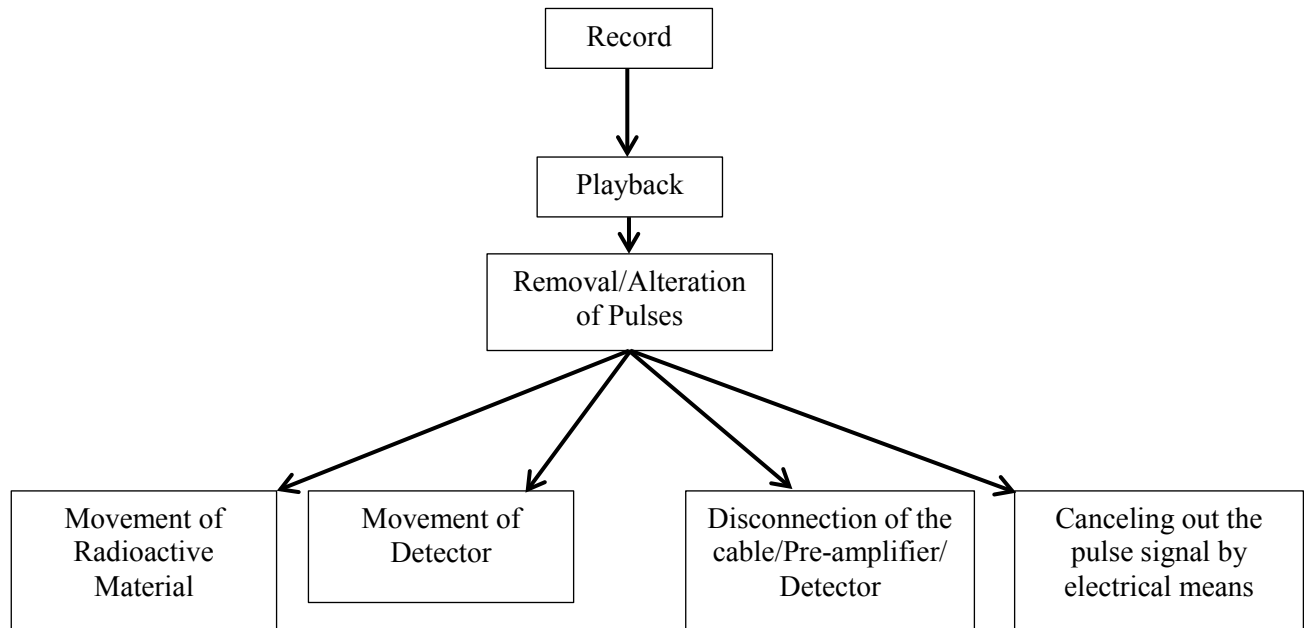 Record
Playback
Removal/Alteration
of Pulses
Movement of
Radioactive
Material
Movement of
Detector
Disconnection of the
cable/Pre-amplifier/
Detector
Canceling out the
pulse signal by
electrical means